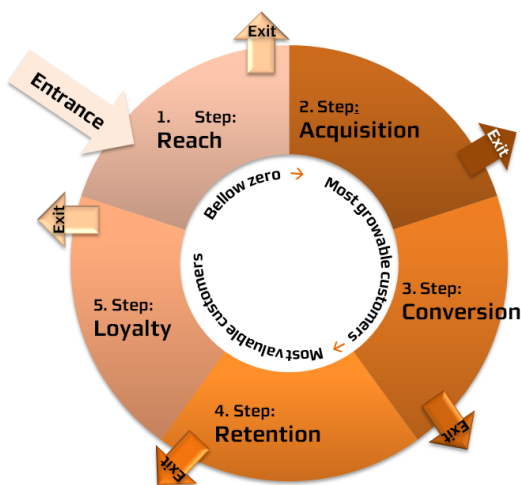 Exit
Entrance
1. Step:
Reach
2. Step:
Acquisition
Exit
Bellow zero →
Most growable customers →
Most valuable customers
Exit
3. Step:
Conversion
5. Step:
Loyalty
4. Step:
Retention
Exit
Exit